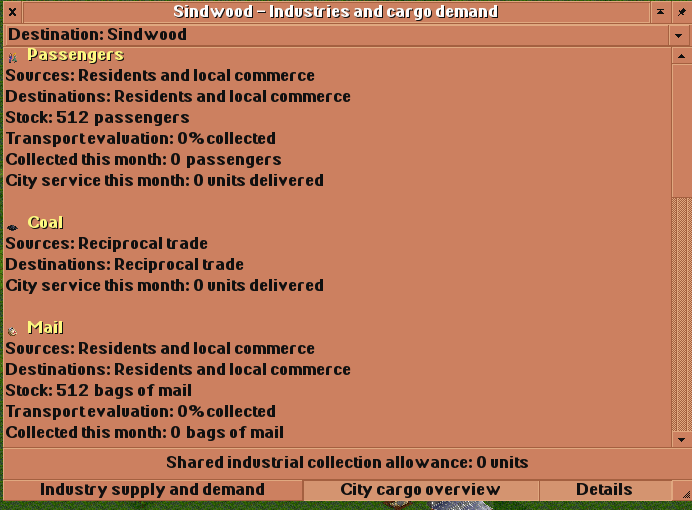 Sindwood - Industries and cargo demand
Destination: Sindwood
Passengers
Sources: Residents and local commerce
Destinations: Residents and local commerce
Stock: 512 passengers
Transport evaluation: 0% collected
Collected this month: 0 passengers
City service this month: 0 units delivered
Coal
Sources: Reciprocal trade
Destinations: Reciprocal trade
City service this month: 0 units delivered
Mail
Sources: Residents and local commerce
Destinations: Residents and local commerce
Stock: 512 bags of mail
Transport evaluation: 0% collected
Collected this month: 0 bags of mail
Shared industrial collection allowance: 0 units
Industry supply and demand City cargo overview Details